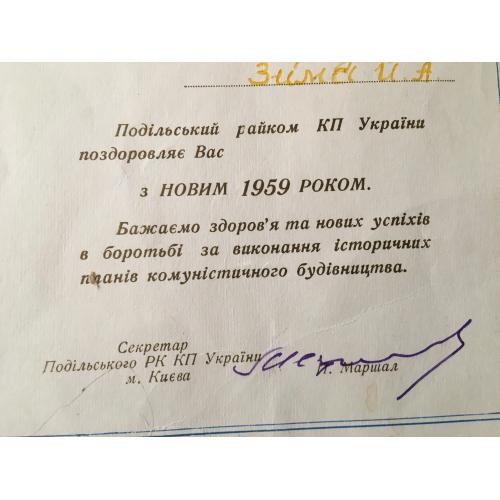 Зіма И. А.
Подільський райком КП України
поздоровляє Вас
з НОВИМ 1959 РОКОМ.
Бажаємо здоров'я та нових успіхів
в боротьбі за виконання історичних
планів комуністичного будівництва.
Секретар
Подільського РК КП України
м. Києва
Маршал